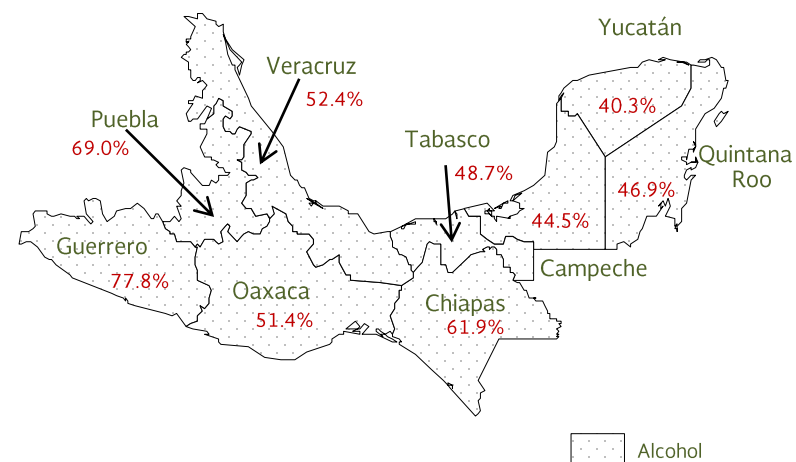 Yucatán
Veracruz
52.4%
40.3%
Puebla
69.0%
Tabasco
48.7%
Quintana
Roo
46.9%
44.5%
Guerrero
77.8%
Campeche
Oaxaca
51.4%
Chiapas
61.9%
Alcohol